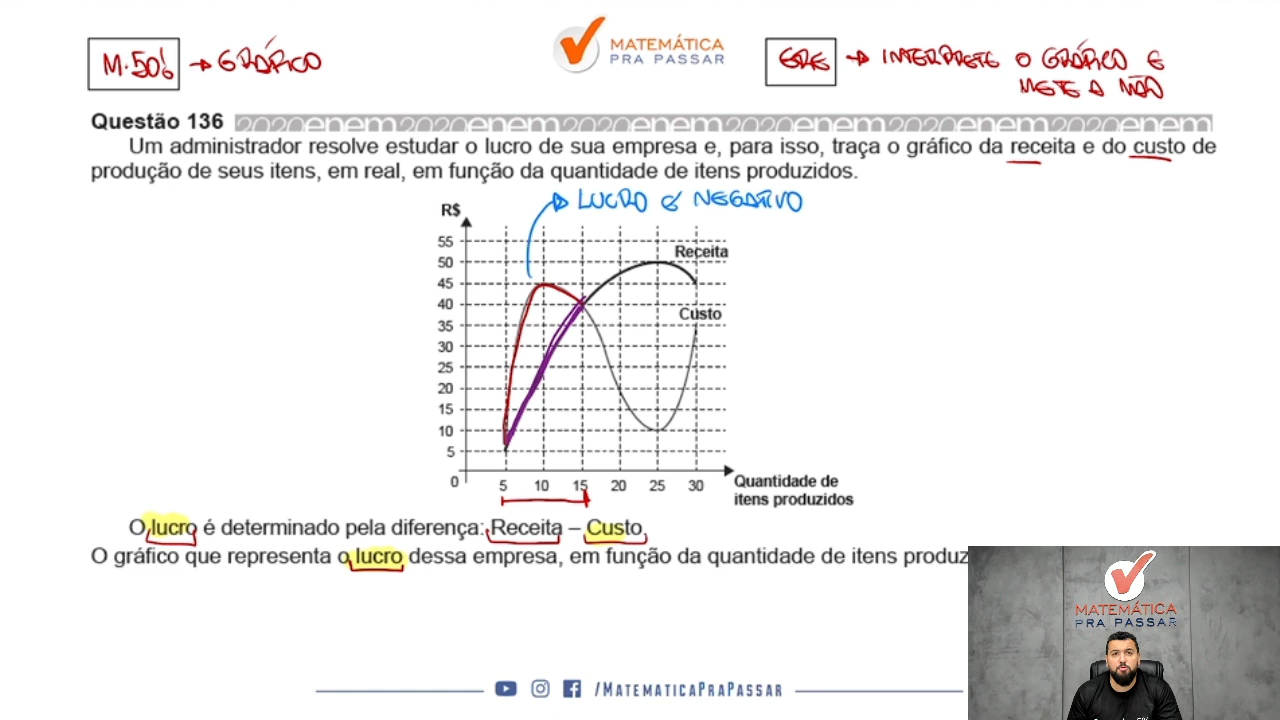 M.506 → GRÁFICO
MATEMÁTICA
PRA PASSAR
→ INTERPRETE O GRÁFICO E
METE A MÃO
Questão 136 2020enem2020enem2020enem2020enem2020enem2020enem
Um administrador resolve estudar o lucro de sua empresa e, para isso, traça o gráfico da receita e do custo de
produção de seus itens, em real, em função da quantidade de itens produzidos.
LUCRO É NEGATIVO
R$
55
50
45
40
35
30
25
20
15
10
5
0
Receita
Custo
5 10 15 20 25 30
Quantidade de
itens produzidos
O lucro é determinado pela diferença: Receita – Custo.
O gráfico que representa o lucro dessa empresa, em função da quantidade de itens
MATEMÁTICA
PRA PASSAR
/MATEMATICAPRAPASSAR